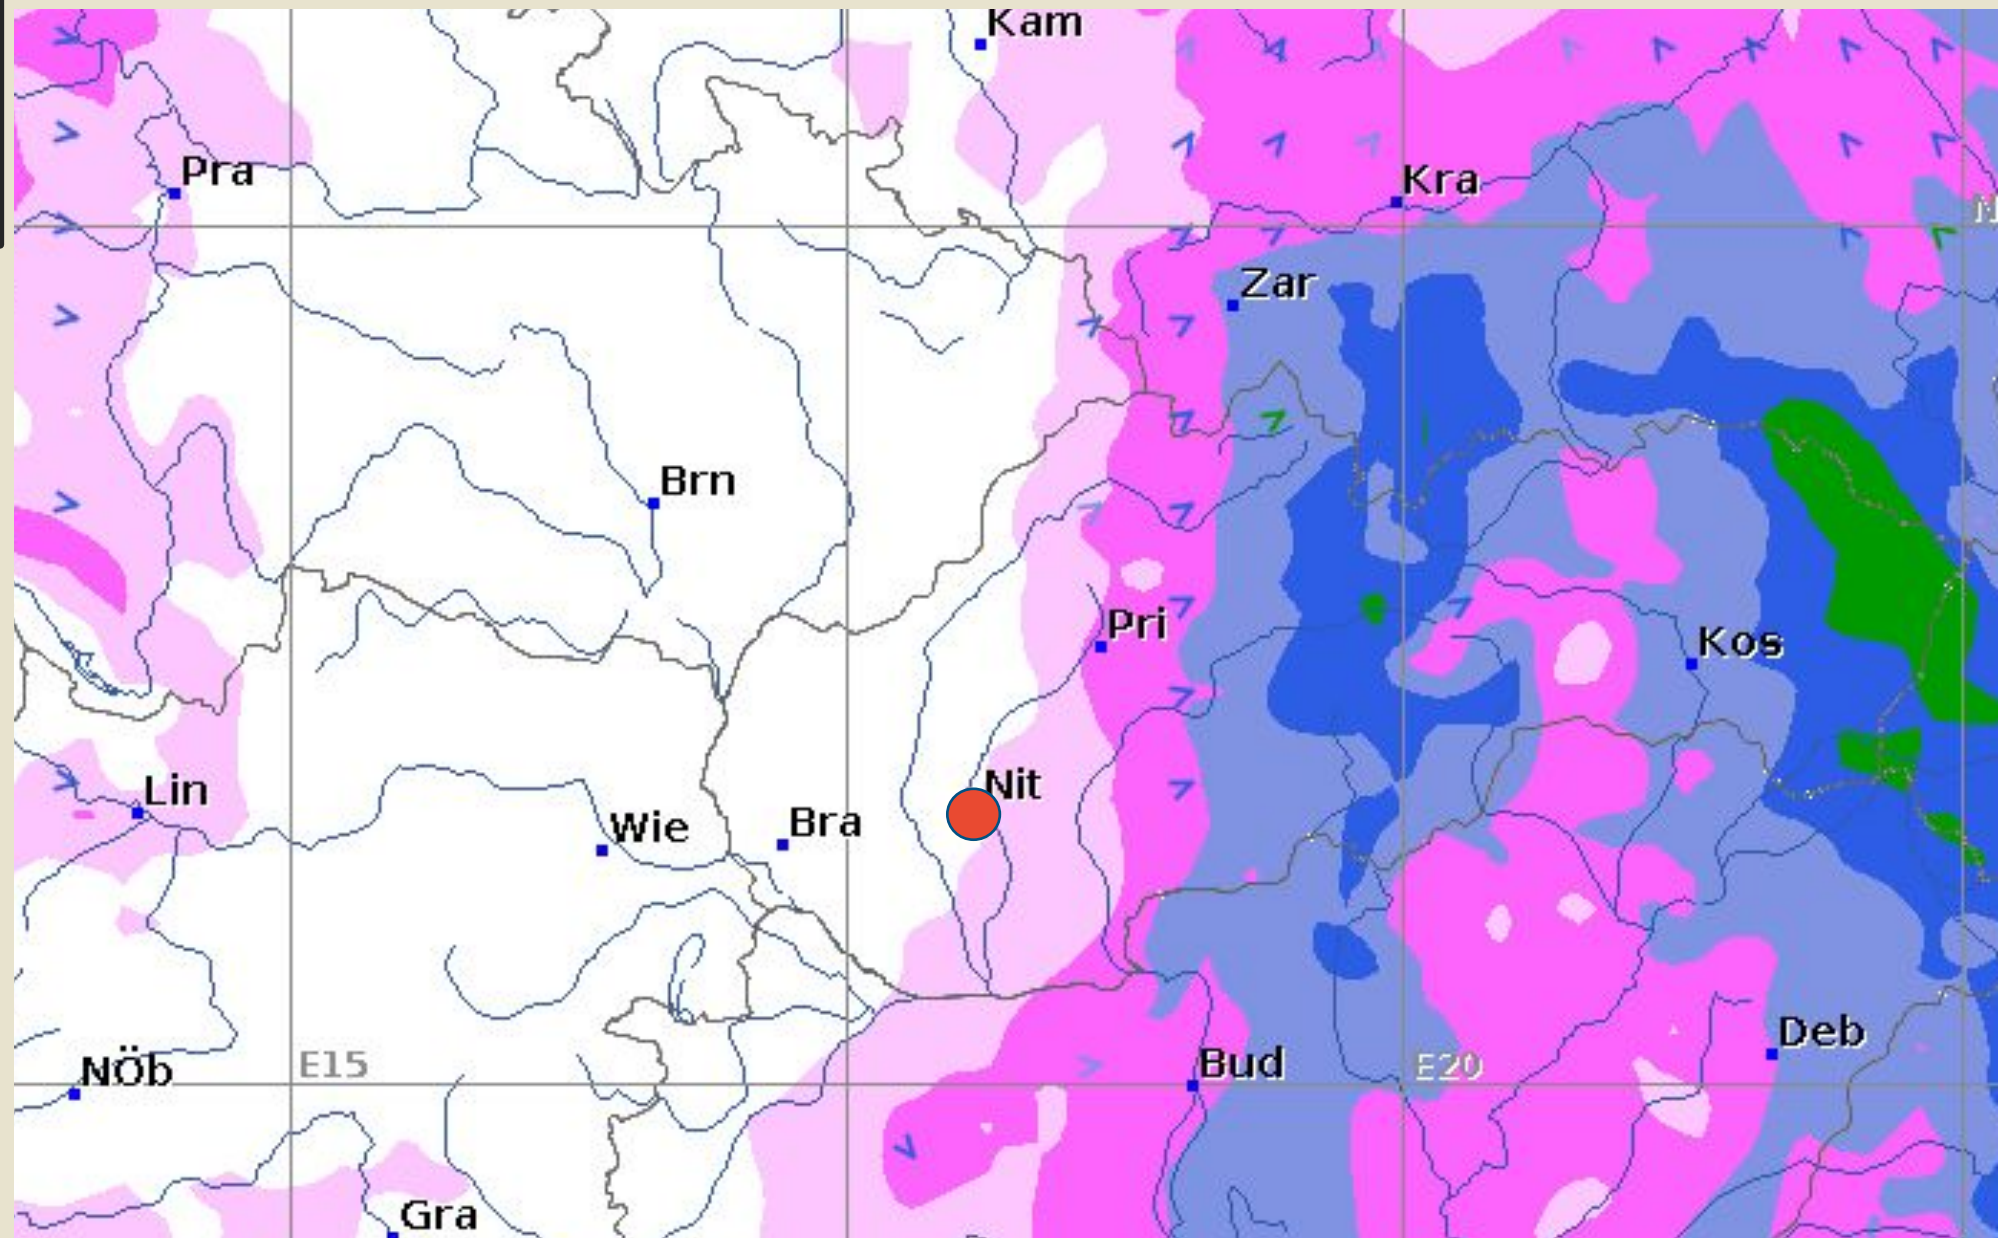 Kam
Pra
Kra
N
Zar
Brn
Pri
Kos
Nit
Lin
Wie
Bra
Deb
NÖb
E15
Bud
E20
Gra